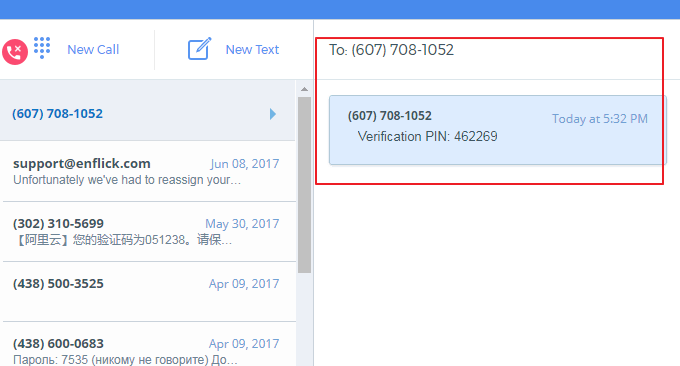 New Call
New Text
To: (607) 708-1052
(607) 708-1052
(607) 708-1052
Today at 5:32 PM
Verification PIN: 462269
support@enflick.com
Jun 08, 2017
Unfortunately we've had to reassign your...
(302) 310-5699
May 30, 2017
【阿里云】您的验证码为051238。请保...
(438) 500-3525
Apr 09, 2017
(438) 600-0683
Apr 09, 2017
Пароль: 7535 (никому не говорите) До...